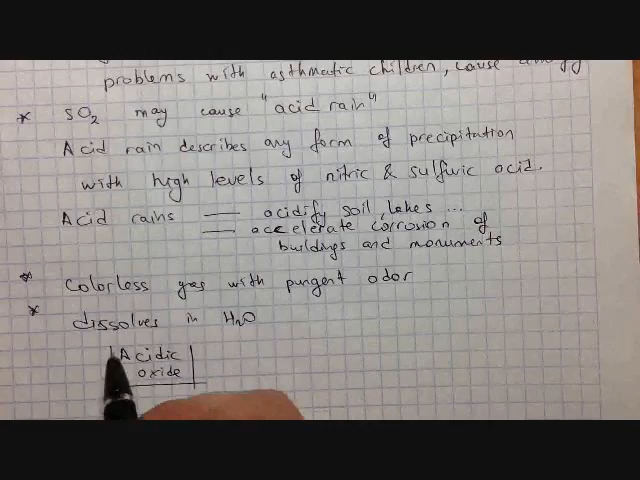 problems with asthmatic children, cause
* SO2 may cause "acid rain"
Acid rain describes any form of precipitation
with high levels of nitric & sulfuric acid.
Acid rains — acidify soil, lakes ...
— accelerate corrosion of
buildings and monuments
* Colorless gas with pungent odor
* dissolves in H2O
Acidic
oxide